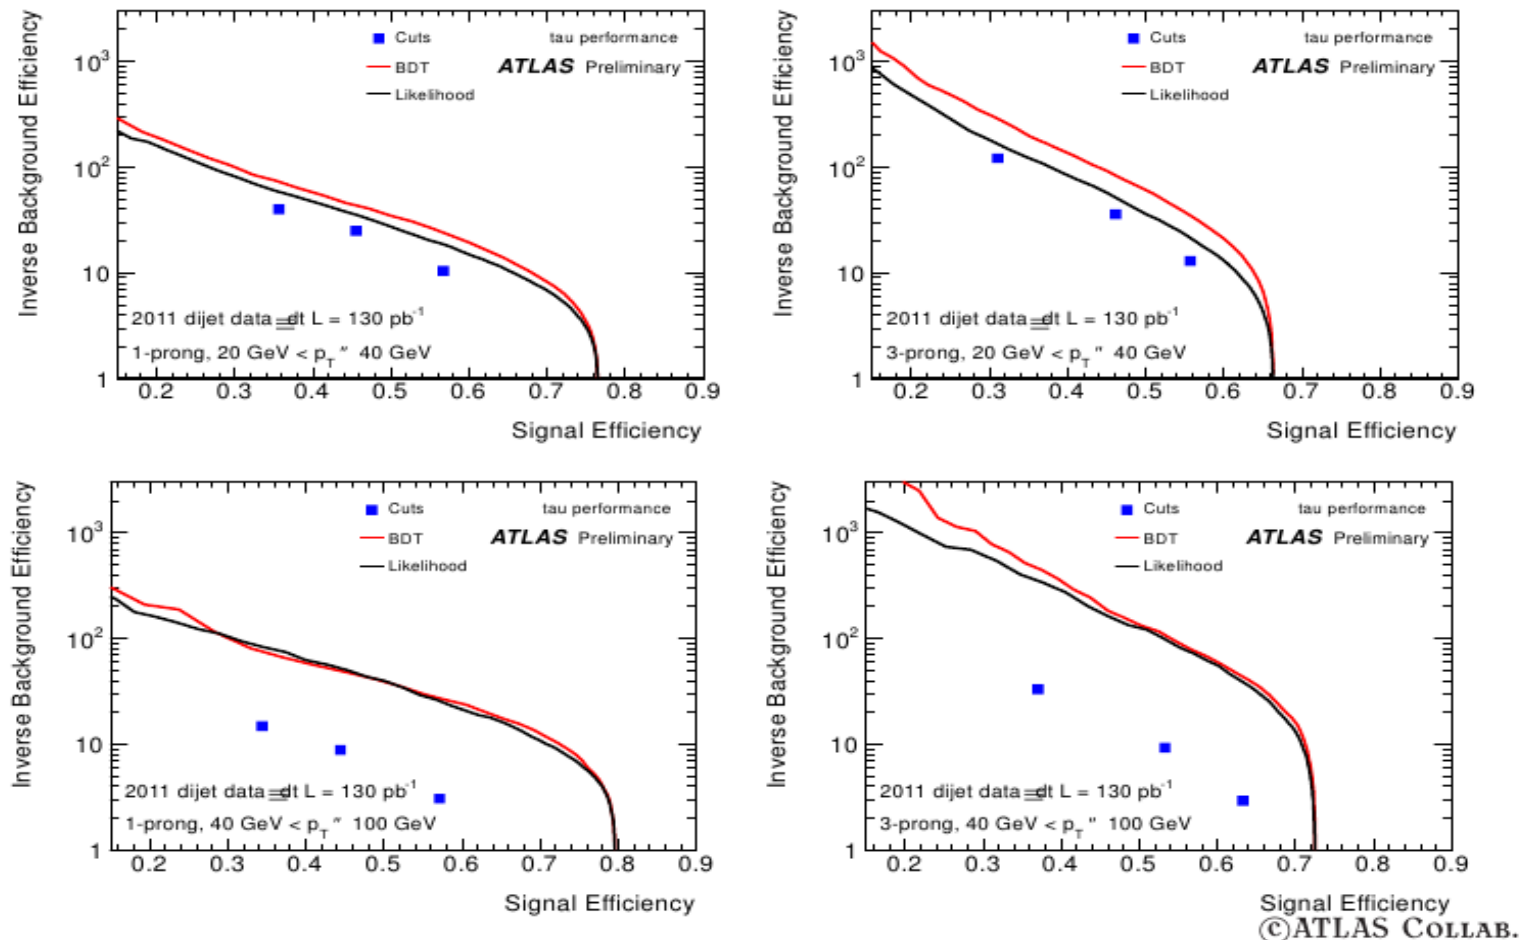 Inverse Background Efficiency
10³
10²
10
1
Cuts
BDT
Likelihood
tau performance
ATLAS Preliminary
2011 dijet data ∫dt L = 130 pb⁻¹
1-prong, 20 GeV < p_T " 40 GeV
0.2 0.3 0.4 0.5 0.6 0.7 0.8 0.9
Signal Efficiency
Inverse Background Efficiency
10³
10²
10
1
Cuts
BDT
Likelihood
tau performance
ATLAS Preliminary
2011 dijet data ∫dt L = 130 pb⁻¹
3-prong, 20 GeV < p_T " 40 GeV
0.2 0.3 0.4 0.5 0.6 0.7 0.8 0.9
Signal Efficiency
Inverse Background Efficiency
10³
10²
10
1
Cuts
BDT
Likelihood
tau performance
ATLAS Preliminary
2011 dijet data ∫dt L = 130 pb⁻¹
1-prong, 40 GeV < p_T " 100 GeV
0.2 0.3 0.4 0.5 0.6 0.7 0.8 0.9
Signal Efficiency
Inverse Background Efficiency
10³
10²
10
1
Cuts
BDT
Likelihood
tau performance
ATLAS Preliminary
2011 dijet data ∫dt L = 130 pb⁻¹
3-prong, 40 GeV < p_T " 100 GeV
0.2 0.3 0.4 0.5 0.6 0.7 0.8 0.9
Signal Efficiency
©ATLAS COLLAB.